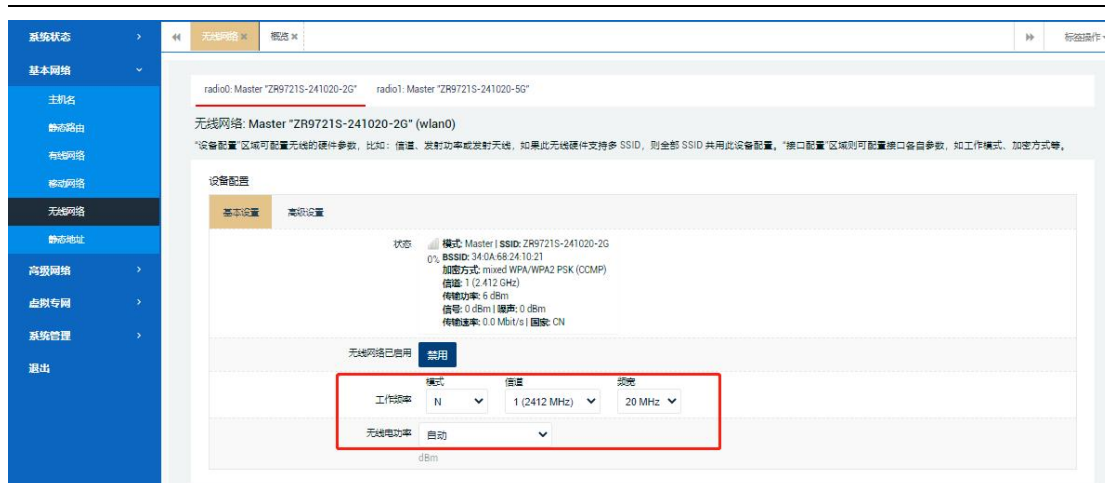 系统状态
无线网络
概览
标签操作
基本网络
主机名
静态路由
有线网络
移动网络
无线网络
静态地址
高级网络
虚拟专网
系统管理
退出
radio0: Master "ZR9721S-241020-2G" radio1: Master "ZR9721S-241020-5G"
无线网络: Master "ZR9721S-241020-2G" (wlan0)
"设备配置"区域可配置无线的硬件参数，比如：信道、发射功率或发射天线，如果此无线硬件支持多 SSID，则全部 SSID 共用此设备配置。"接口配置"区域则可配置接口各自参数，如工作模式、加密方式等。
设备配置
基本设置 高级设置
状态
模式: Master | SSID: ZR9721S-241020-2G
0% BSSID: 34:0A:68:24:10:21
加密方式: mixed WPA/WPA2 PSK (CCMP)
信道: 1 (2.412 GHz)
传输功率: 6 dBm
信号: 0 dBm | 噪声: 0 dBm
传输速率: 0.0 Mbit/s | 国家: CN
无线网络已启用 禁用
模式 信道 频宽
工作频率 N 1 (2412 MHz) 20 MHz
无线电功率 自动
dBm